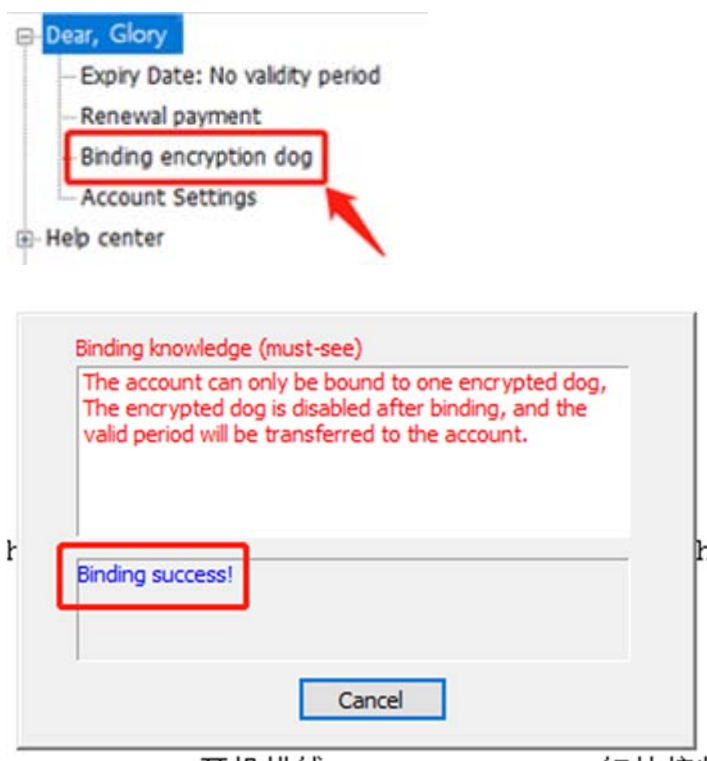 Dear, Glory
Expiry Date: No validity period
Renewal payment
Binding encryption dog
Account Settings
Help center
Binding knowledge (must-see)
The account can only be bound to one encrypted dog,
The encrypted dog is disabled after binding, and the
valid period will be transferred to the account.
Binding success!
Cancel